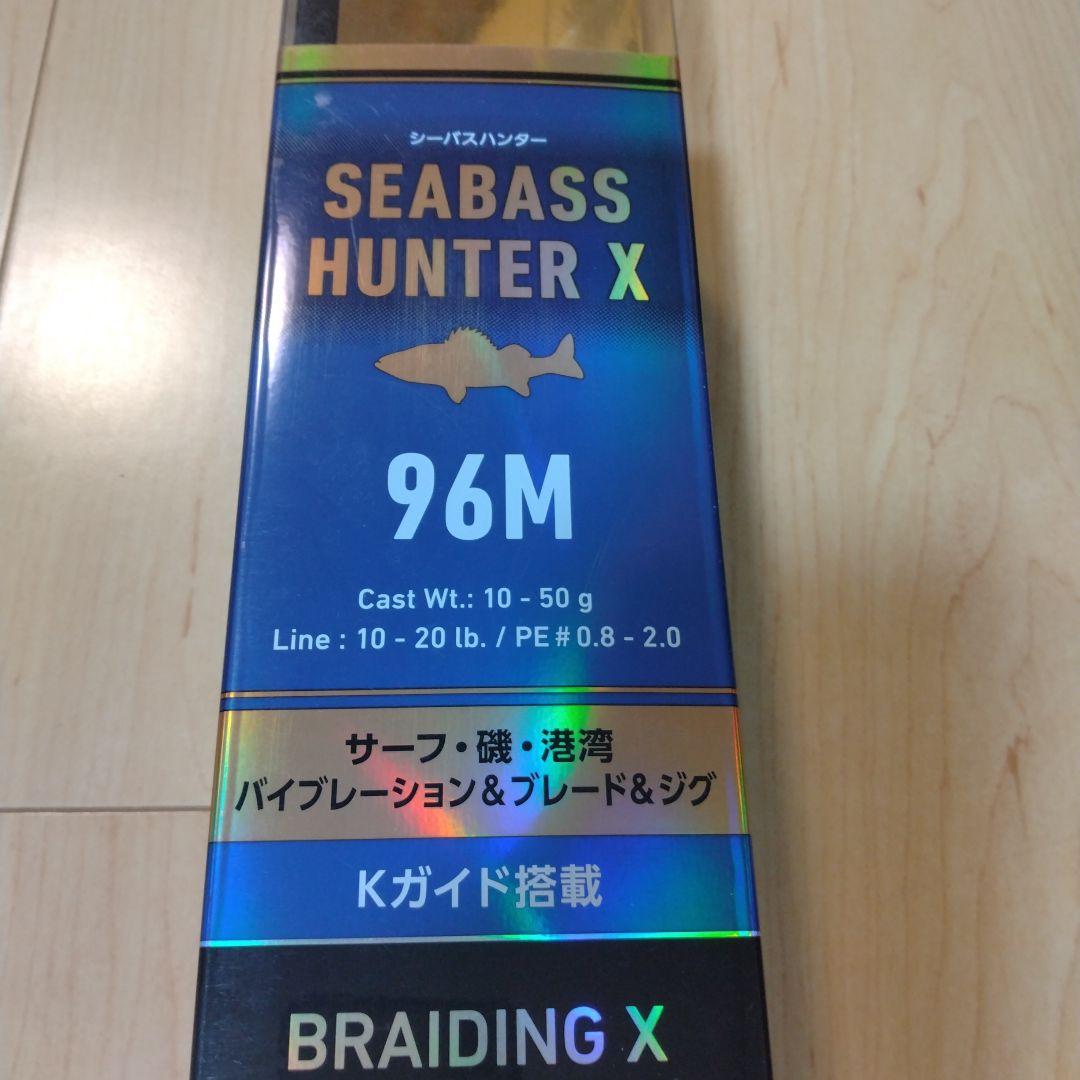 シーバスハンター
SEABASS
HUNTER X
96M
Cast Wt.: 10 - 50 g
Line : 10 - 20 lb. / PE#0.8 - 2.0
サーフ・磯・港湾
バイブレーション&ブレード&ジグ
Kガイド搭載
BRAIDING X